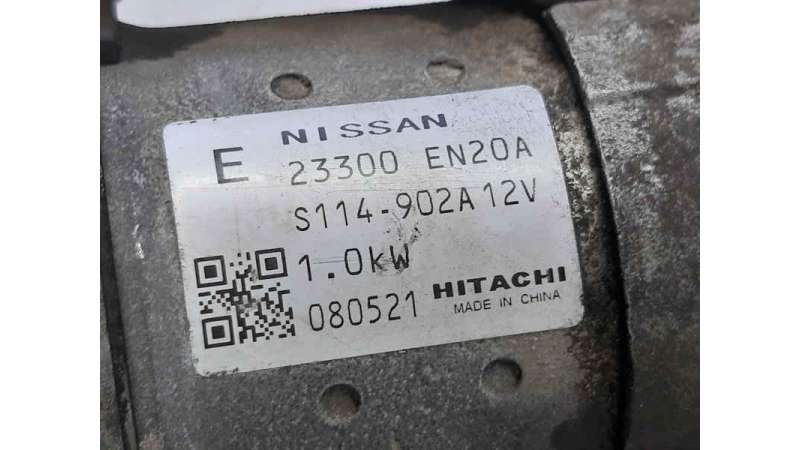 NISSAN
E 23300 EN20A
S114-902A 12V
1.0kW
080521 HITACHI
MADE IN CHINA